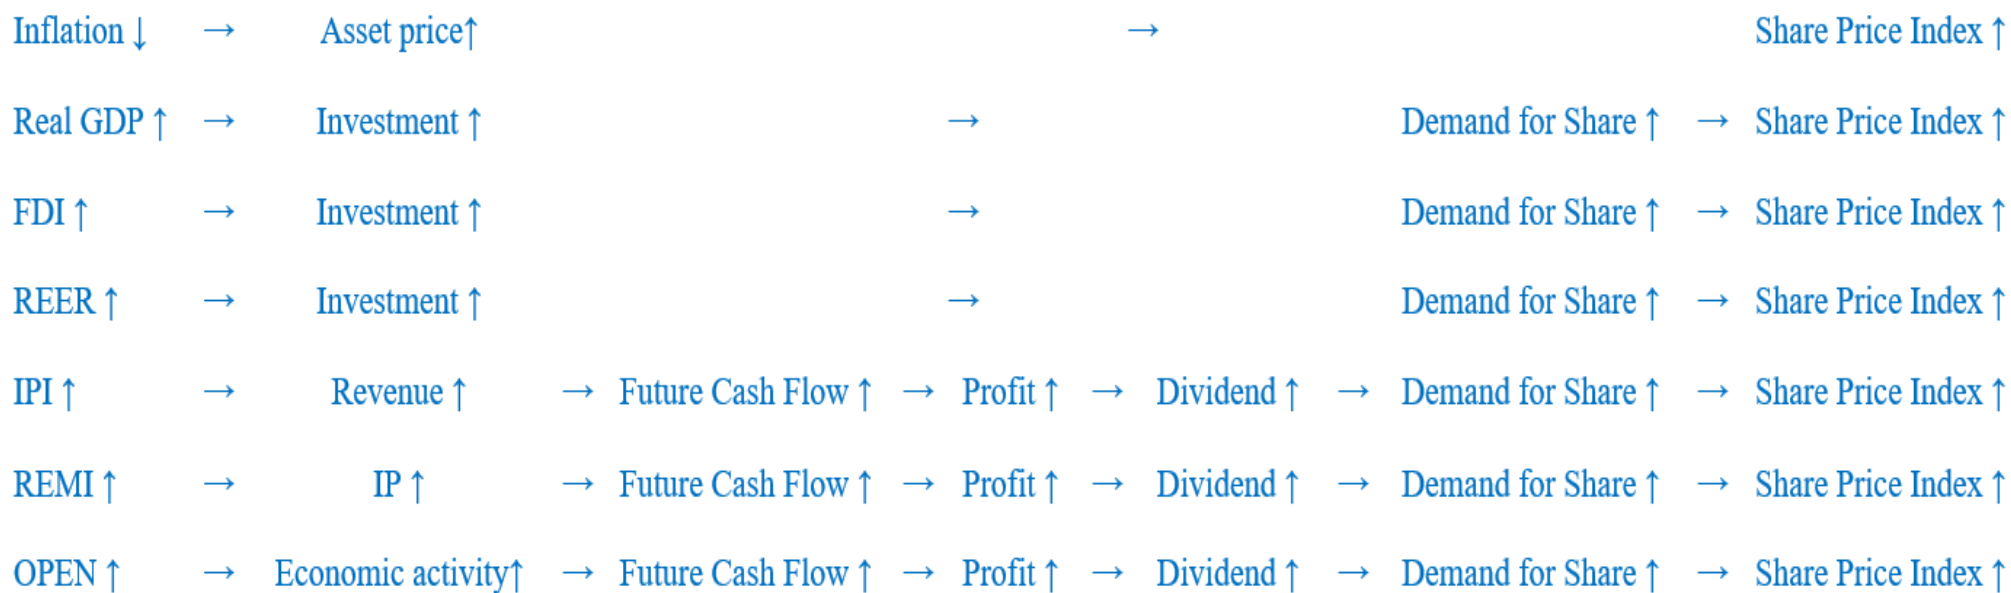 Inflation ↓ → Asset price↑ → Share Price Index ↑
Real GDP ↑ → Investment ↑ → Demand for Share ↑ → Share Price Index ↑
FDI ↑ → Investment ↑ → Demand for Share ↑ → Share Price Index ↑
REER ↑ → Investment ↑ → Demand for Share ↑ → Share Price Index ↑
IPI ↑ → Revenue ↑ → Future Cash Flow ↑ → Profit ↑ → Dividend ↑ → Demand for Share ↑ → Share Price Index ↑
REMI ↑ → IP ↑ → Future Cash Flow ↑ → Profit ↑ → Dividend ↑ → Demand for Share ↑ → Share Price Index ↑
OPEN ↑ → Economic activity↑ → Future Cash Flow ↑ → Profit ↑ → Dividend ↑ → Demand for Share ↑ → Share Price Index ↑